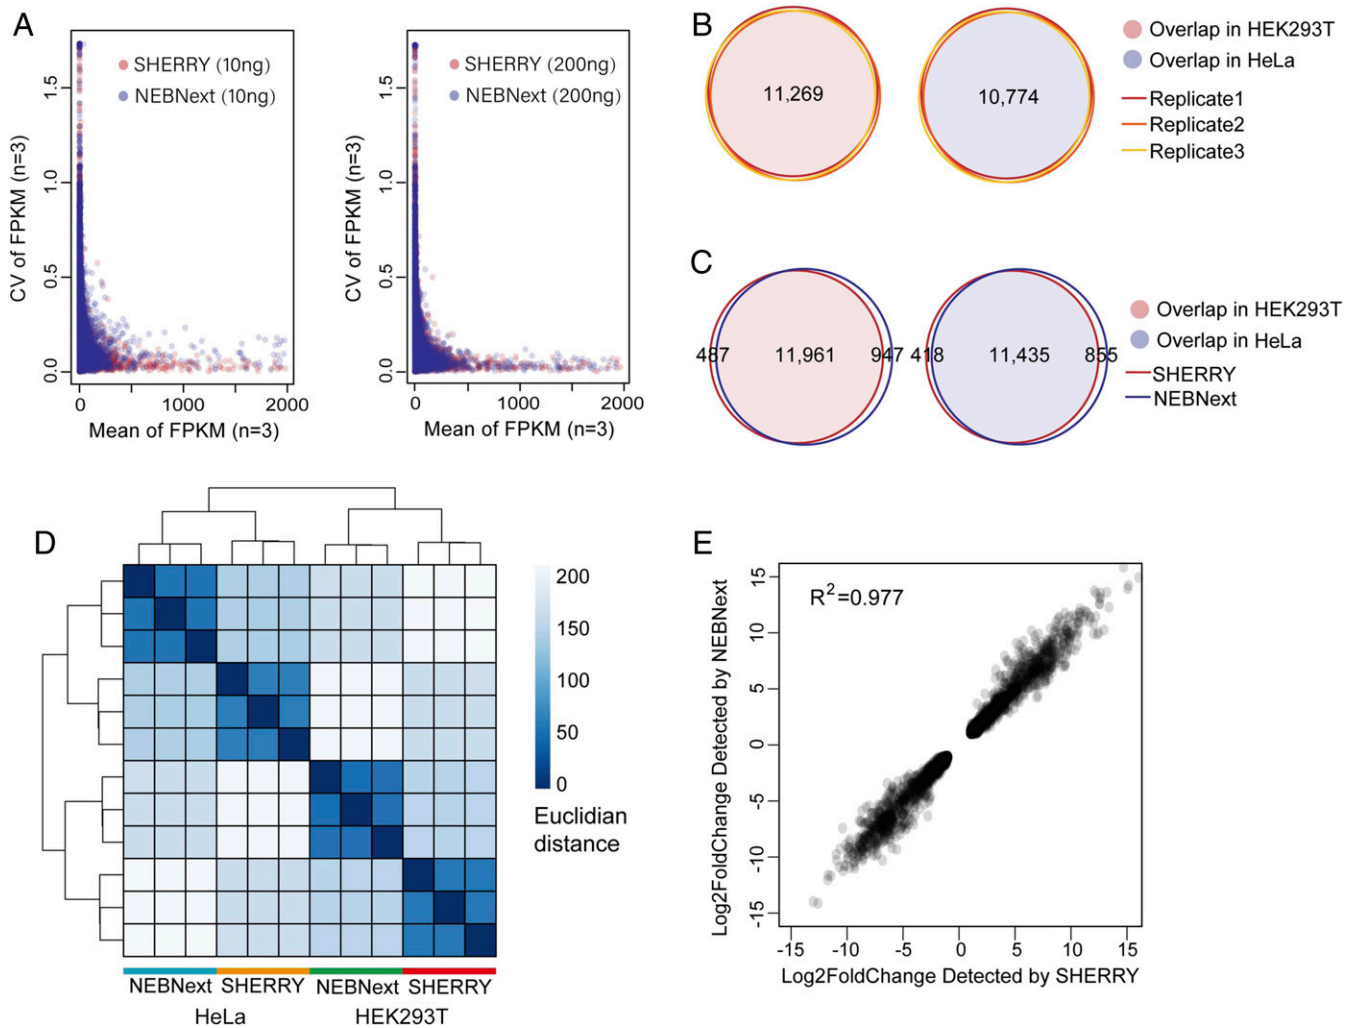 A
SHERRY (10ng)
NEBNext (10ng)
CV of FPKM (n=3)
0.0
0.5
1.0
1.5
0
1000
2000
Mean of FPKM (n=3)
SHERRY (200ng)
NEBNext (200ng)
CV of FPKM (n=3)
0.0
0.5
1.0
1.5
0
1000
2000
Mean of FPKM (n=3)
B
11,269
10,774
Overlap in HEK293T
Overlap in HeLa
Replicate1
Replicate2
Replicate3
C
487
11,961
947
418
11,435
855
Overlap in HEK293T
Overlap in HeLa
SHERRY
NEBNext
D
200
150
100
50
0
Euclidian
distance
NEBNext SHERRY NEBNext SHERRY
HeLa
HEK293T
E
R2=0.977
Log2FoldChange Detected by NEBNext
15
10
5
0
-5
-10
-15
-15
-10
-5
0
5
10
15
Log2FoldChange Detected by SHERRY